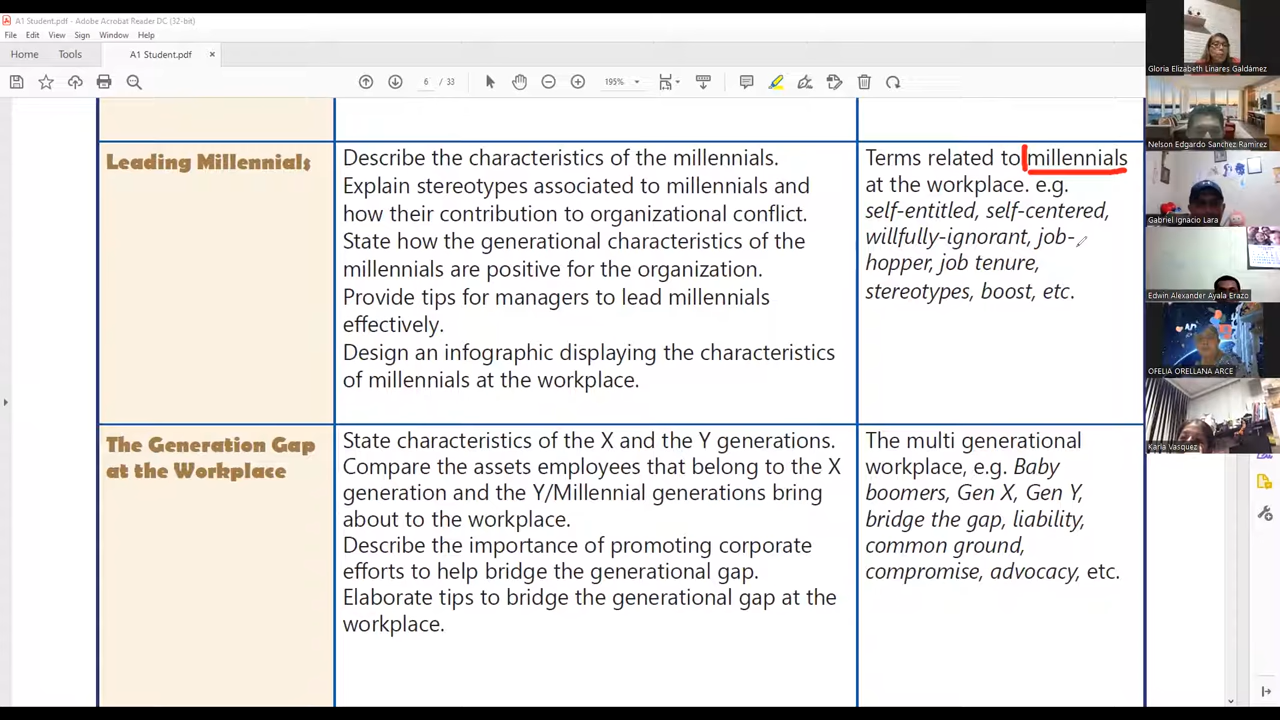 A1 Student.pdf - Adobe Acrobat Reader DC (32-bit)
File Edit View Sign Window Help
Home Tools A1 Student.pdf ×
6 / 33 195%
Leading Millennials
Describe the characteristics of the millennials.
Explain stereotypes associated to millennials and
how their contribution to organizational conflict.
State how the generational characteristics of the
millennials are positive for the organization.
Provide tips for managers to lead millennials
effectively.
Design an infographic displaying the characteristics
of millennials at the workplace.
Terms related to millennials
at the workplace. e.g.
self-entitled, self-centered,
willfully-ignorant, job-
hopper, job tenure,
stereotypes, boost, etc.
The Generation Gap
at the Workplace
State characteristics of the X and the Y generations.
Compare the assets employees that belong to the X
generation and the Y/Millennial generations bring
about to the workplace.
Describe the importance of promoting corporate
efforts to help bridge the generational gap.
Elaborate tips to bridge the generational gap at the
workplace.
The multi generational
workplace, e.g. Baby
boomers, Gen X, Gen Y,
bridge the gap, liability,
common ground,
compromise, advocacy, etc.
Gloria Elizabeth Linares Galdámez
Nelson Edgardo Sanchez Ramirez
Gabriel Ignacio Lara
Edwin Alexander Ayala Erazo
AD
OFELIA ORELLANA ARCE
Karla Vasquez